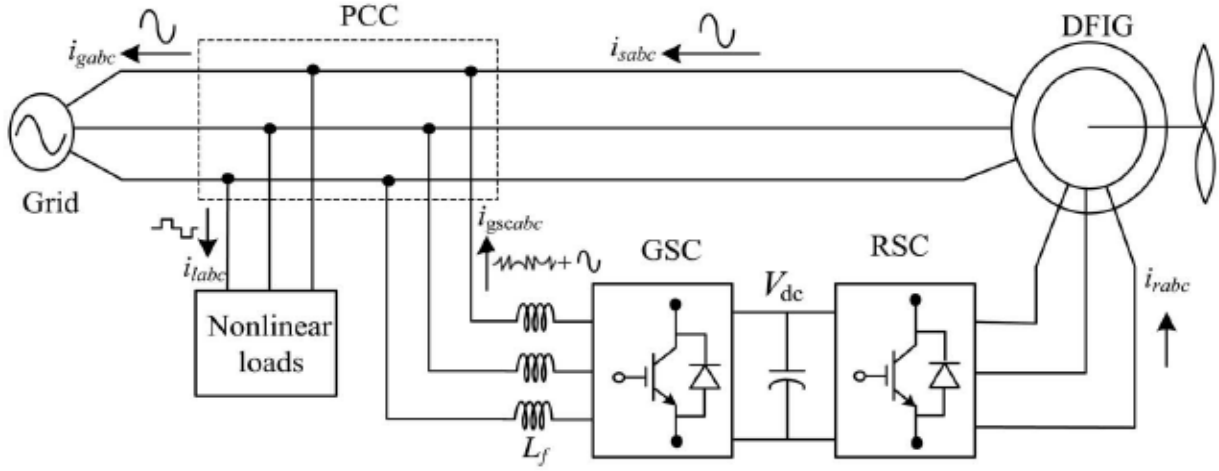 PCC
DFIG
i_gabc
i_sabc
Grid
i_labc
i_gscabc
GSC
RSC
V_dc
i_rabc
+
Nonlinear
loads
L_f